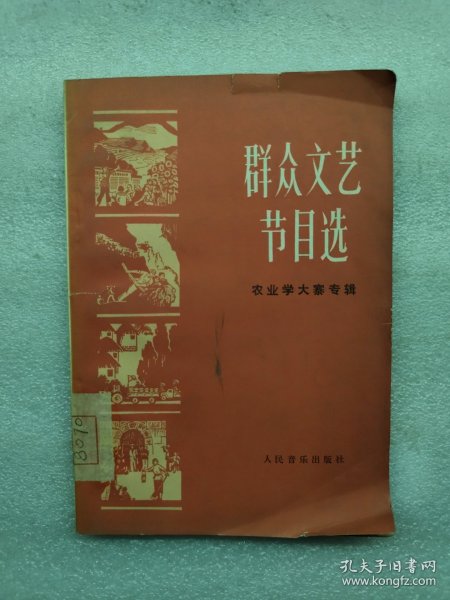 群众文艺
节目选
农业学大寨专辑
人民音乐出版社
3010
孔夫子旧书网
www.kongfz.com